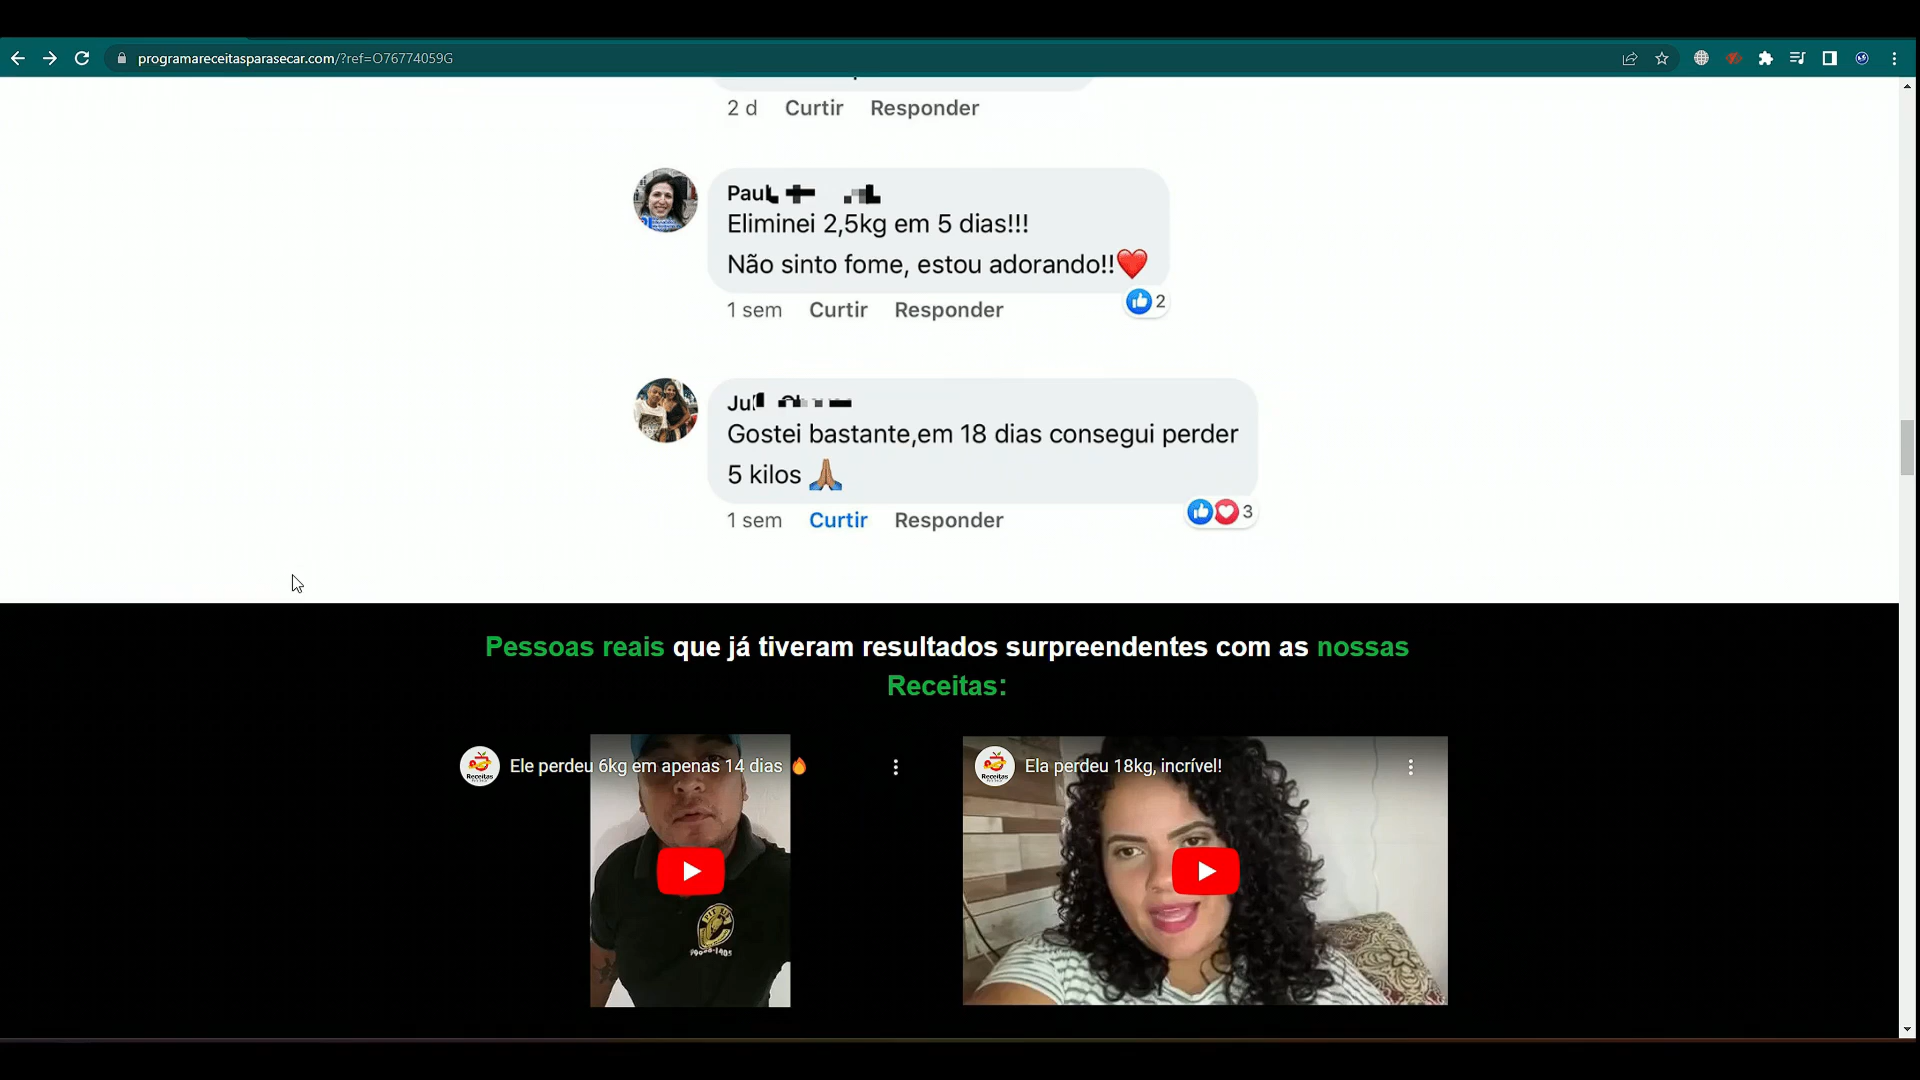 programareceitasparasecar.com/?ref=O76774059G
2 d Curtir Responder
Eliminei 2,5kg em 5 dias!!!
Não sinto fome, estou adorando!!❤️
2
1 sem Curtir Responder
Gostei bastante,em 18 dias consegui perder
5 kilos 🙏🏽
3
1 sem Curtir Responder
Pessoas reais que já tiveram resultados surpreendentes com as nossas
Receitas:
Ele perdeu 6kg em apenas 14 dias 🔥
Receitas
Ela perdeu 18kg, incrível!
Receitas